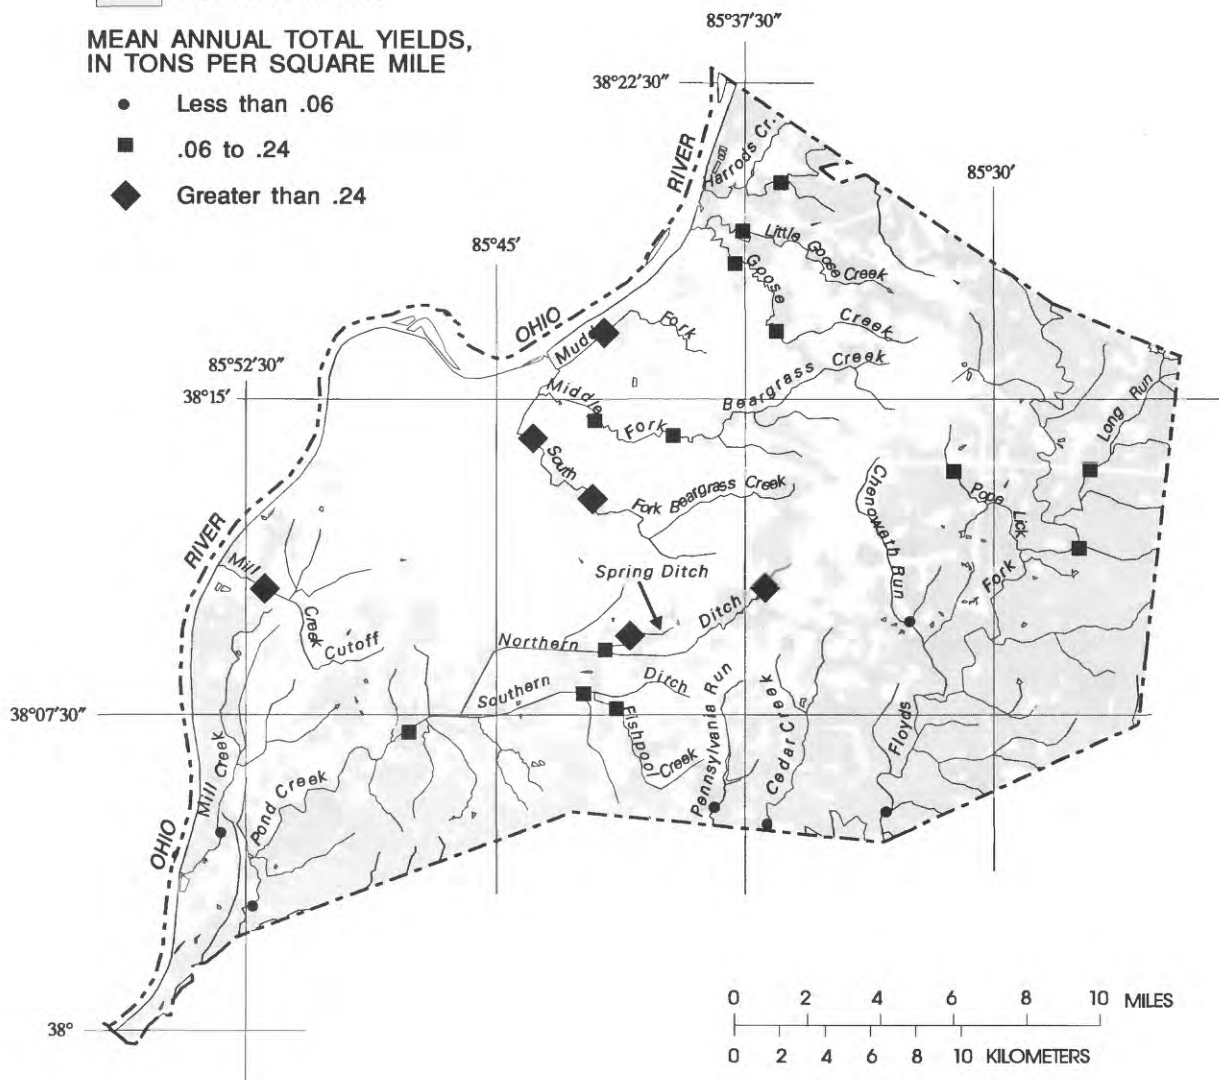 MEAN ANNUAL TOTAL YIELDS,
IN TONS PER SQUARE MILE
Less than .06
.06 to .24
Greater than .24
85°37'30"
38°22'30"
85°30'
85°45'
85°52'30"
38°15'
38°07'30"
38°
RIVER
OHIO
RIVER
OHIO
Harrods Cr.
Little Goose Creek
Goose
Creek
Fork
Middle
Fork
Beargrass Creek
South
Fork Beargrass Creek
Long Run
Pope
Lick
Chenoweth Run
Fork
Floyds
Spring Ditch
Northern
Ditch
Mill
Creek
Cutoff
Southern
Ditch
Fishpool
Creek
Pennsylvania Run
Cedar Creek
Mill Creek
Pond Creek
0 2 4 6 8 10 MILES
0 2 4 6 8 10 KILOMETERS